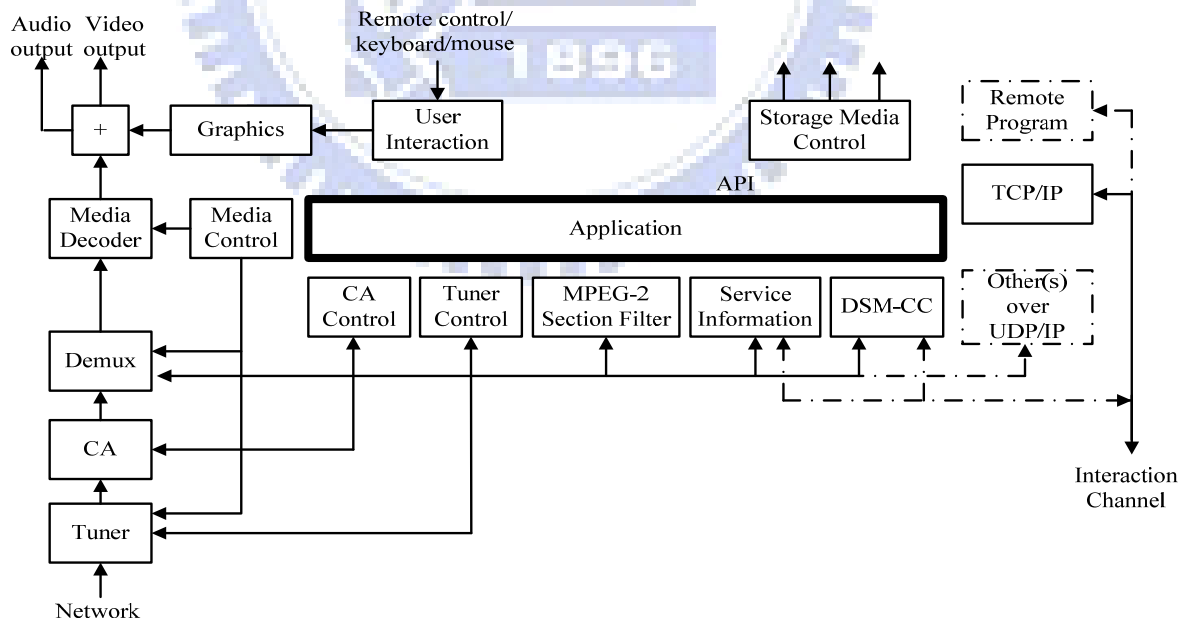 Audio
output
Video
output
Remote control/
keyboard/mouse
1896
+
Graphics
User
Interaction
Storage Media
Control
Remote
Program
TCP/IP
API
Media
Decoder
Media
Control
Application
CA
Control
Tuner
Control
MPEG-2
Section Filter
Service
Information
DSM-CC
Other(s)
over
UDP/IP
Demux
CA
Tuner
Interaction
Channel
Network